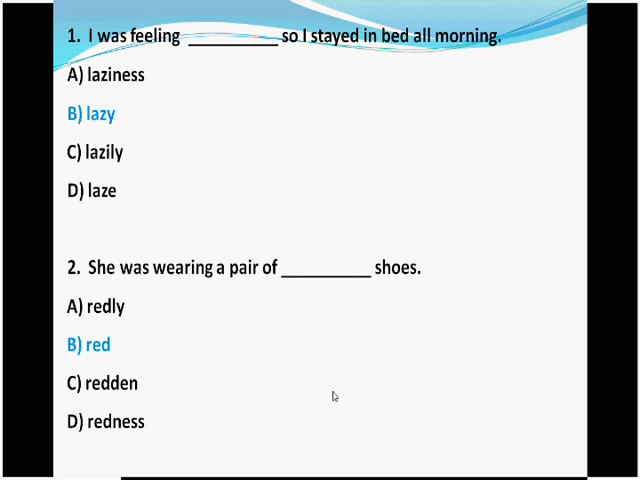 1. I was feeling __________ so I stayed in bed all morning.
A) laziness
B) lazy
C) lazily
D) laze
2. She was wearing a pair of __________ shoes.
A) redly
B) red
C) redden
D) redness